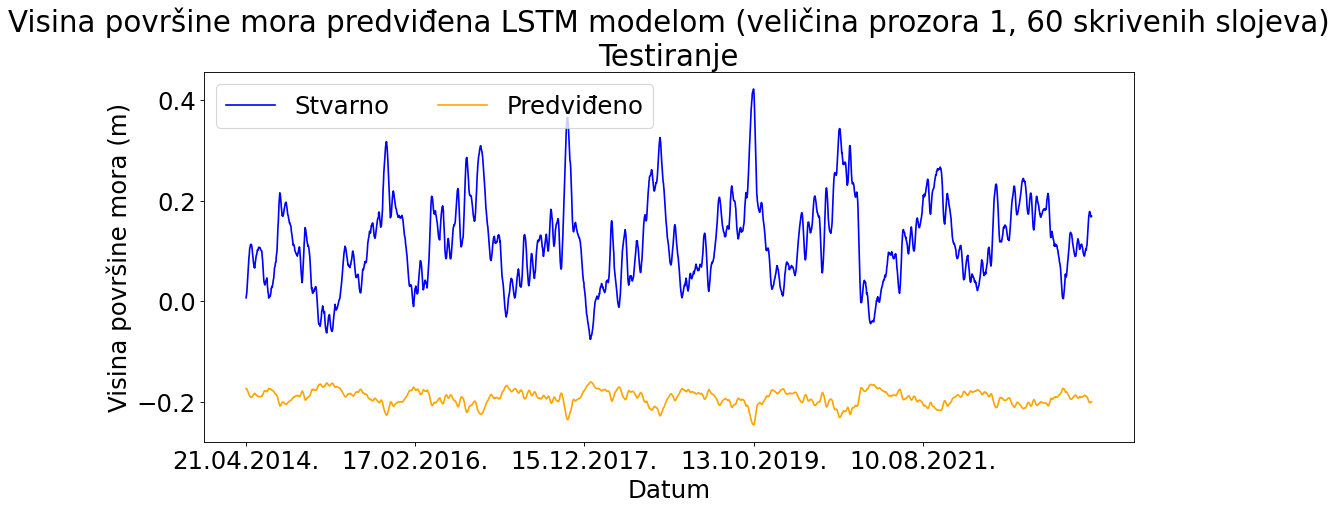 Visina površine mora predviđena LSTM modelom (veličina prozora 1, 60 skrivenih slojeva)
Testiranje
Stvarno Predviđeno
Visina površine mora (m)
0.4
0.2
0.0
−0.2
21.04.2014. 17.02.2016. 15.12.2017. 13.10.2019. 10.08.2021.
Datum